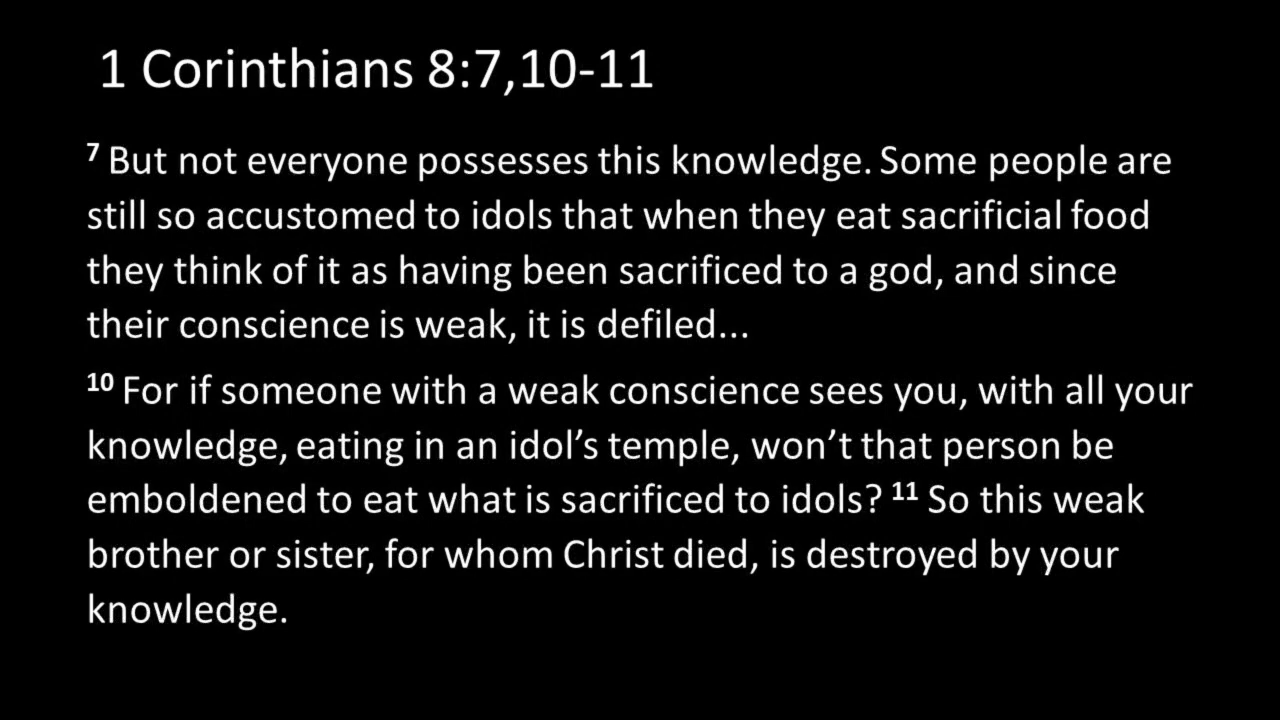 1 Corinthians 8:7,10-11
7 But not everyone possesses this knowledge. Some people are
still so accustomed to idols that when they eat sacrificial food
they think of it as having been sacrificed to a god, and since
their conscience is weak, it is defiled...
10 For if someone with a weak conscience sees you, with all your
knowledge, eating in an idol’s temple, won’t that person be
emboldened to eat what is sacrificed to idols? 11 So this weak
brother or sister, for whom Christ died, is destroyed by your
knowledge.